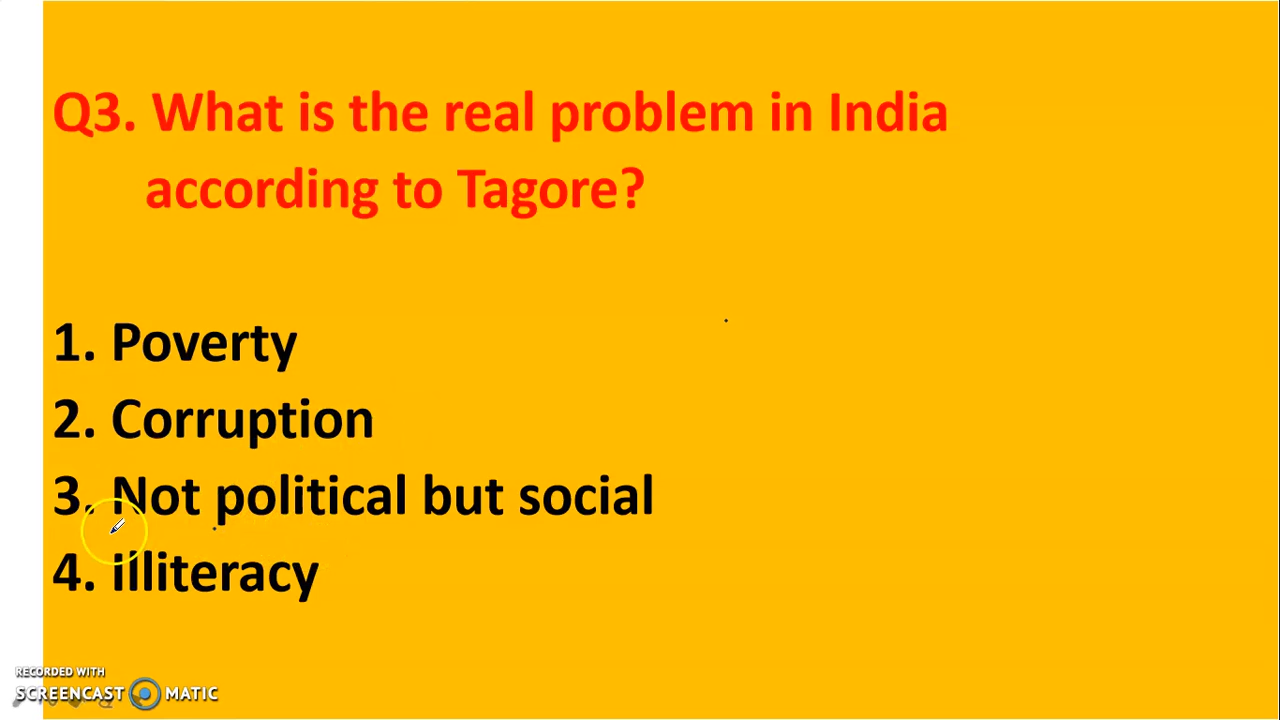 Q3. What is the real problem in India
according to Tagore?
1. Poverty
2. Corruption
3. Not political but social
4. Illiteracy
RECORDED WITH
SCREENCAST MATIC